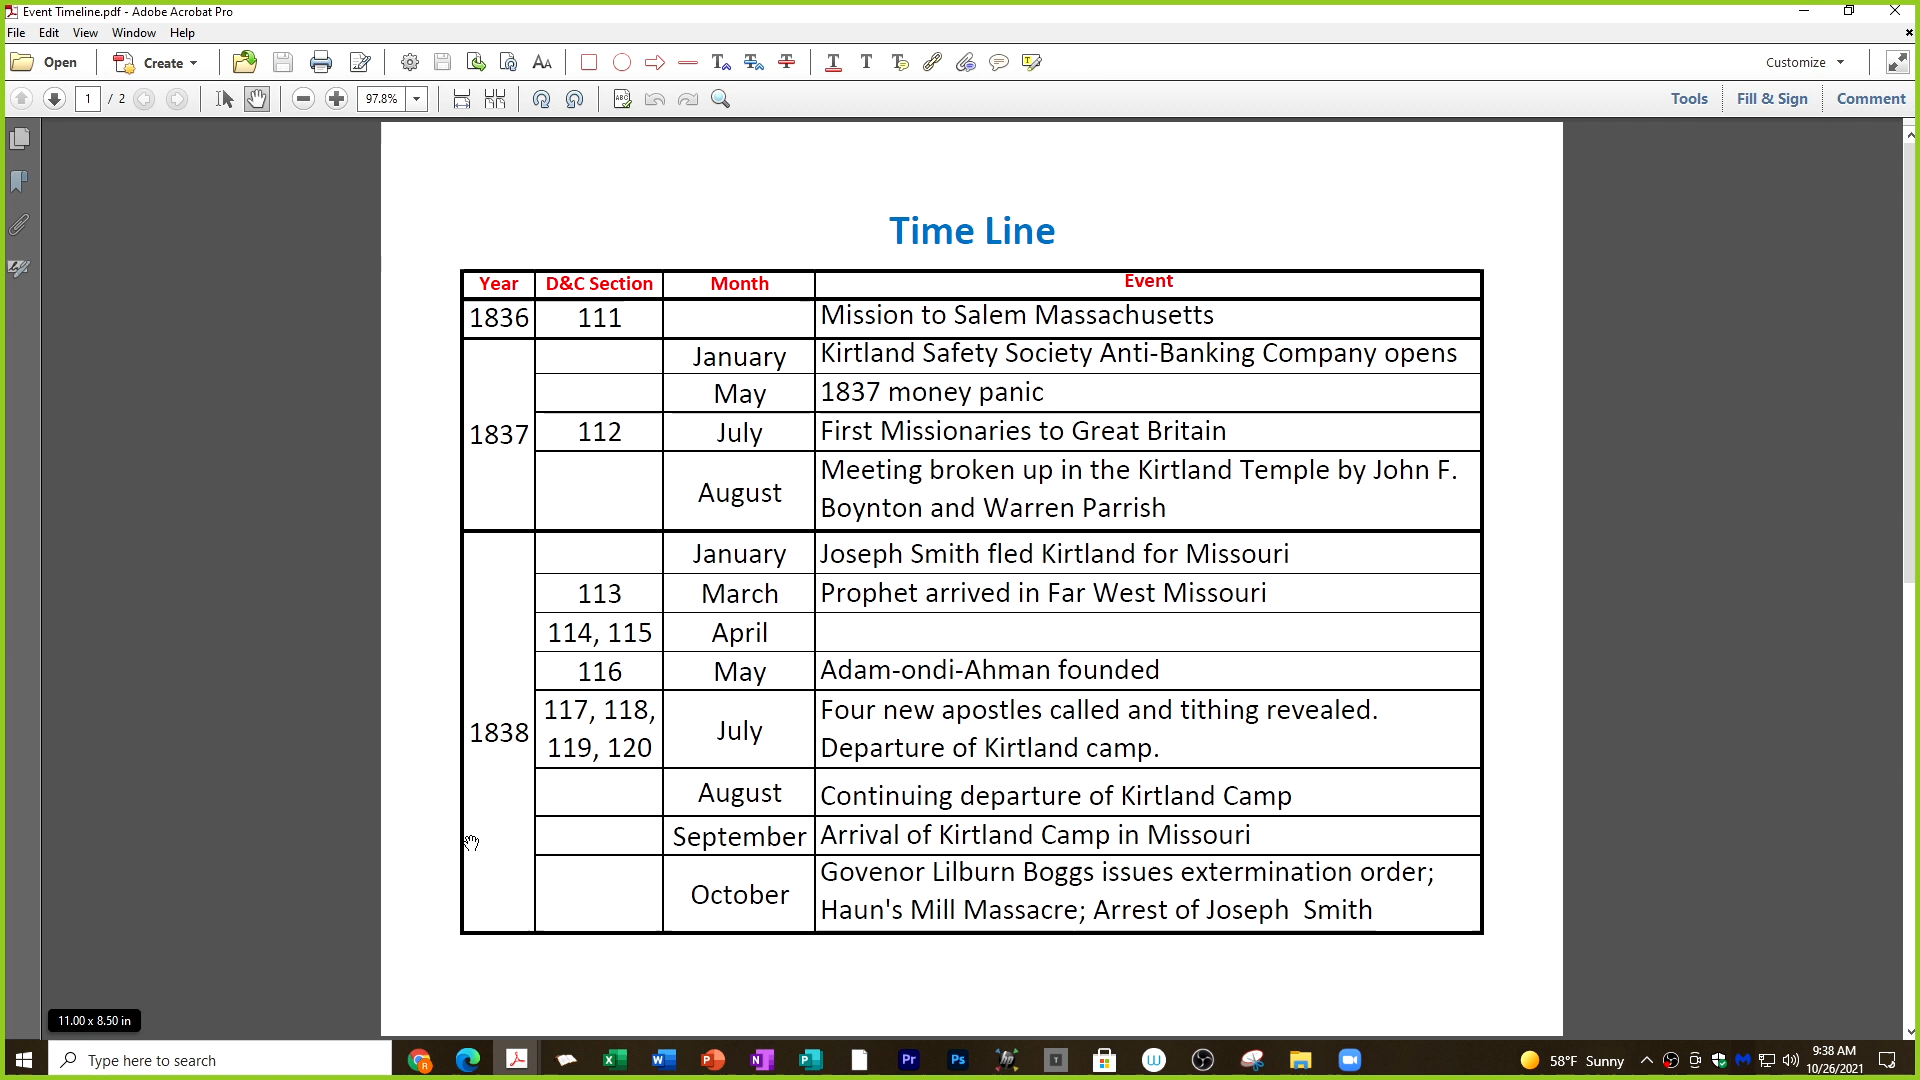 Event Timeline.pdf - Adobe Acrobat Pro
File Edit View Window Help
Open Create Customize
1 / 2 97.8% Tools Fill & Sign Comment
Time Line
Year D&C Section Month Event
1836 111 Mission to Salem Massachusetts
January Kirtland Safety Society Anti-Banking Company opens
May 1837 money panic
1837 112 July First Missionaries to Great Britain
August Meeting broken up in the Kirtland Temple by John F.
Boynton and Warren Parrish
January Joseph Smith fled Kirtland for Missouri
113 March Prophet arrived in Far West Missouri
114, 115 April
116 May Adam-ondi-Ahman founded
1838 117, 118, July Four new apostles called and tithing revealed.
119, 120 Departure of Kirtland camp.
August Continuing departure of Kirtland Camp
September Arrival of Kirtland Camp in Missouri
October Govenor Lilburn Boggs issues extermination order;
Haun's Mill Massacre; Arrest of Joseph Smith
11.00 x 8.50 in
Type here to search 58°F Sunny 9:38 AM
10/26/2021